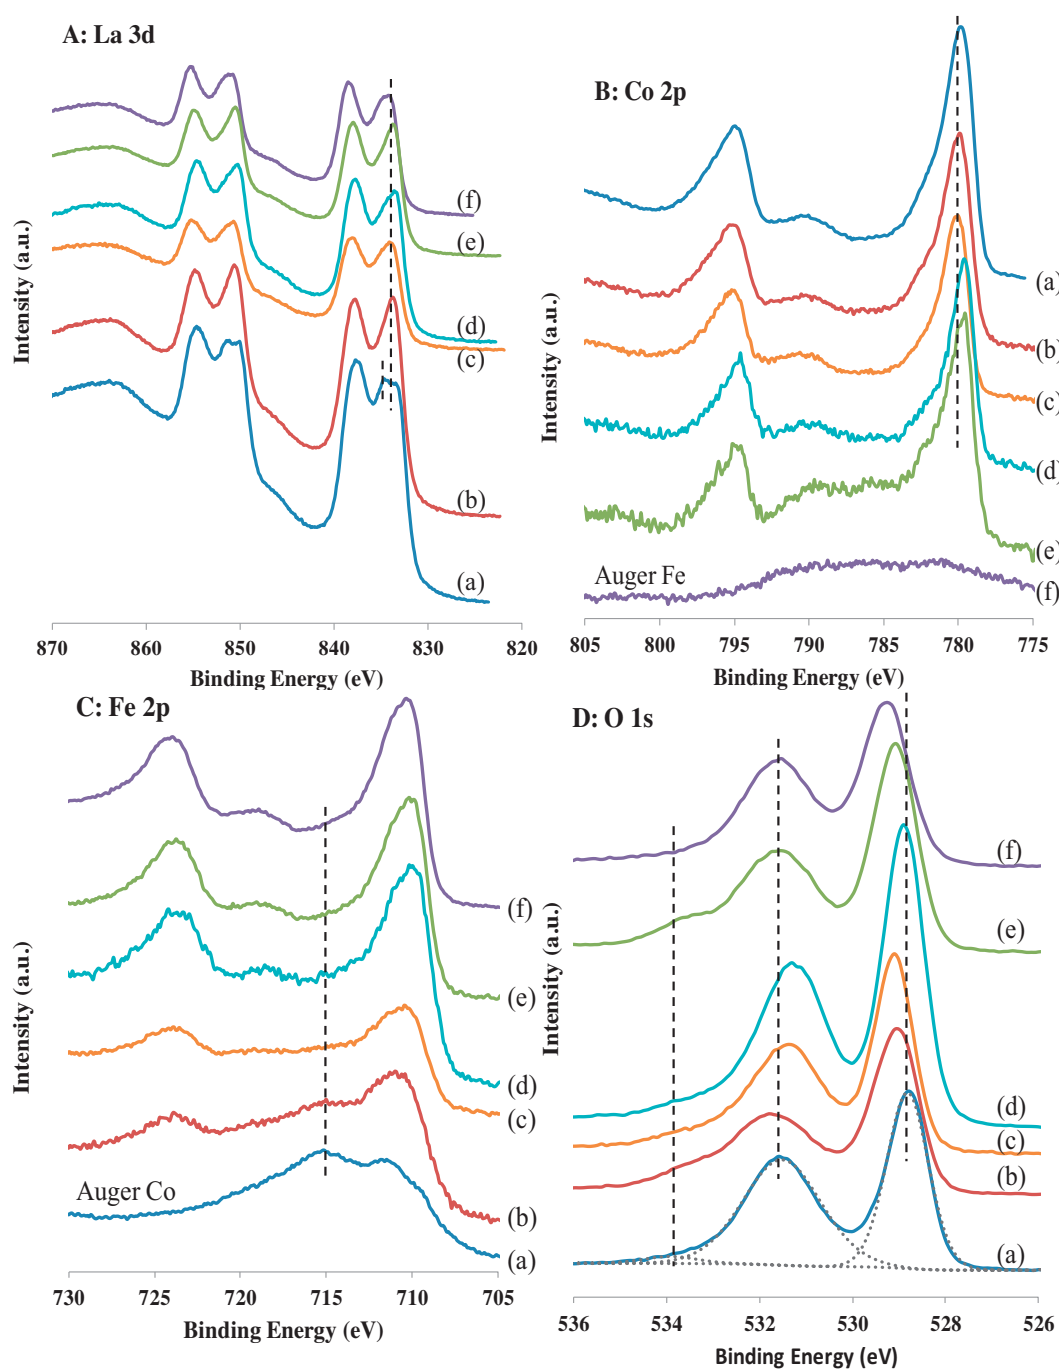 A: La 3d
Intensity (a.u.)
(f)
(e)
(d)
(c)
(b)
(a)
870 860 850 840 830 820
Binding Energy (eV)
B: Co 2p
Intensity (a.u.)
(a)
(b)
(c)
(d)
(e)
Auger Fe
(f)
805 800 795 790 785 780 775
Binding Energy (eV)
C: Fe 2p
Intensity (a.u.)
(f)
(e)
(d)
(c)
Auger Co
(b)
(a)
730 725 720 715 710 705
Binding Energy (eV)
D: O 1s
Intensity (a.u.)
(f)
(e)
(d)
(c)
(b)
(a)
536 534 532 530 528 526
Binding Energy (eV)